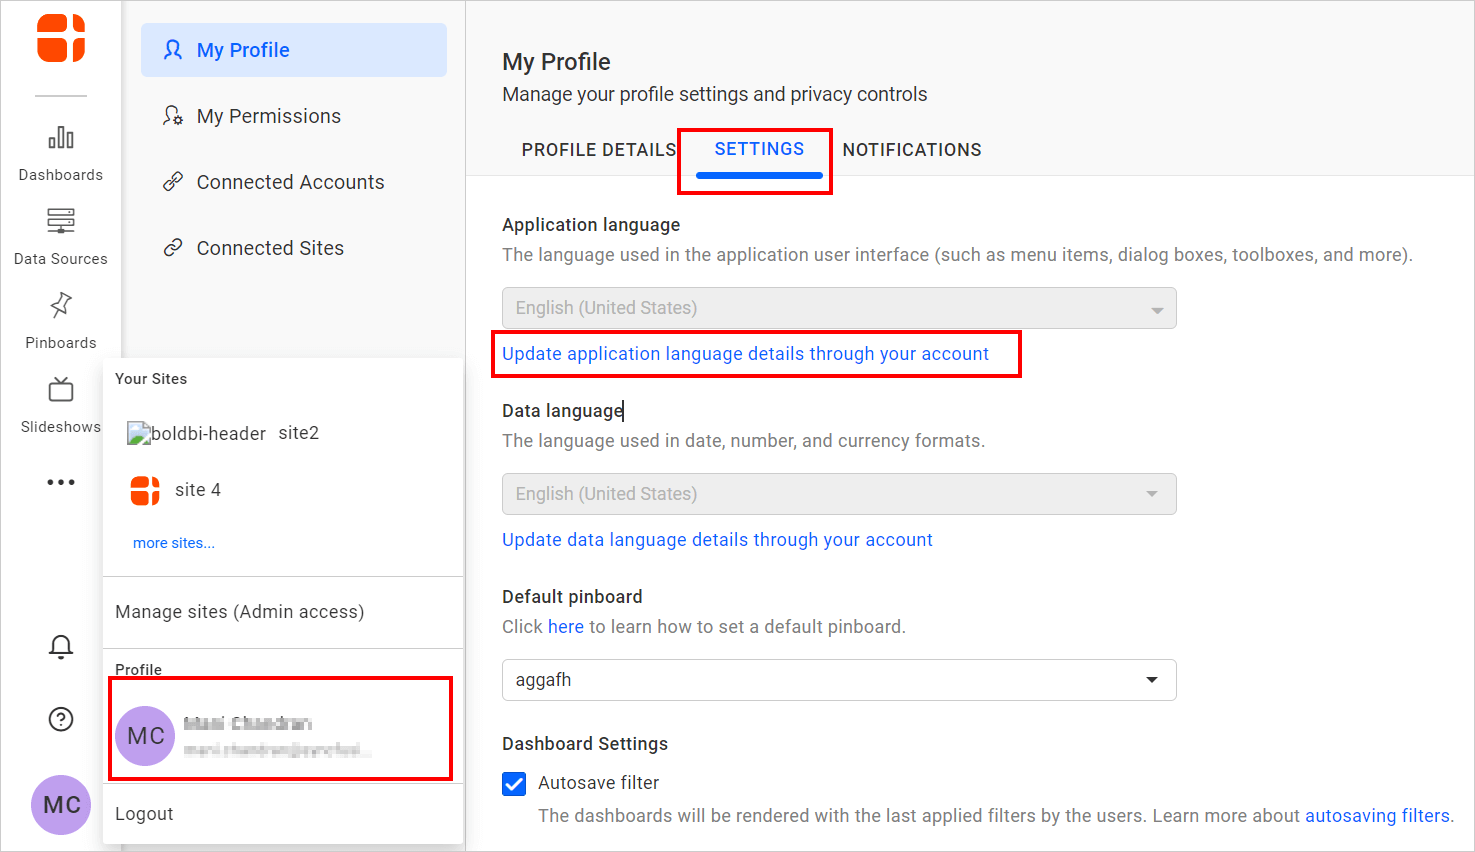 Dashboards
Data Sources
Pinboards
Slideshows
MC
My Profile
My Permissions
Connected Accounts
Connected Sites
Your Sites
boldbi-header site2
site 4
more sites...
Manage sites (Admin access)
Profile
MC
Logout
My Profile
Manage your profile settings and privacy controls
PROFILE DETAILS SETTINGS NOTIFICATIONS
Application language
The language used in the application user interface (such as menu items, dialog boxes, toolboxes, and more).
English (United States)
Update application language details through your account
Data language
The language used in date, number, and currency formats.
English (United States)
Update data language details through your account
Default pinboard
Click here to learn how to set a default pinboard.
aggafh
Dashboard Settings
Autosave filter
The dashboards will be rendered with the last applied filters by the users. Learn more about autosaving filters.